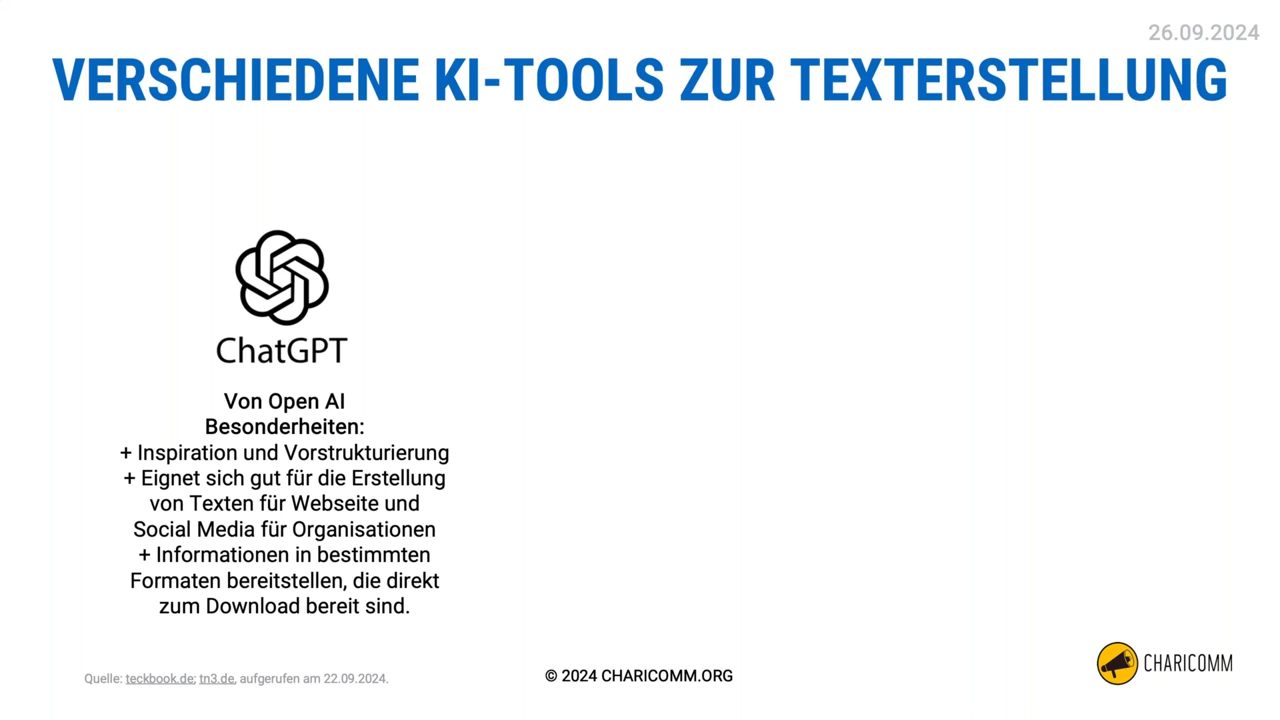 26.09.2024
VERSCHIEDENE KI-TOOLS ZUR TEXTERSTELLUNG
ChatGPT
Von Open AI
Besonderheiten:
+ Inspiration und Vorstrukturierung
+ Eignet sich gut für die Erstellung
von Texten für Webseite und
Social Media für Organisationen
+ Informationen in bestimmten
Formaten bereitstellen, die direkt
zum Download bereit sind.
Quelle: teckbook.de; tn3.de, aufgerufen am 22.09.2024.
© 2024 CHARICOMM.ORG
CHARICOMM